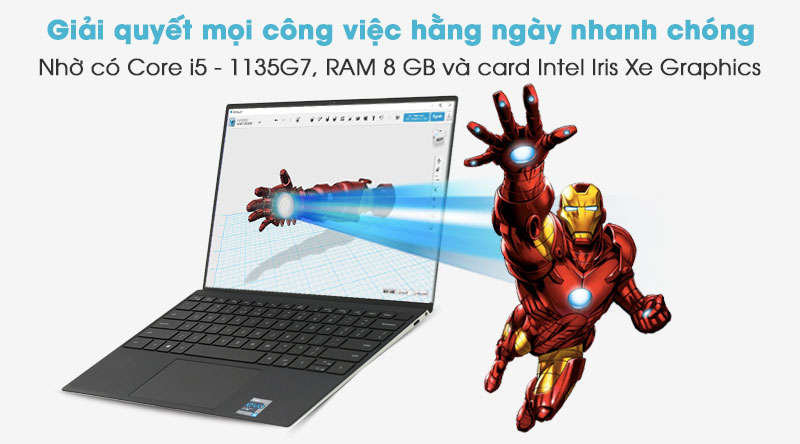 Giải quyết mọi công việc hằng ngày nhanh chóng
Nhờ có Core i5 - 1135G7, RAM 8 GB và card Intel Iris Xe Graphics